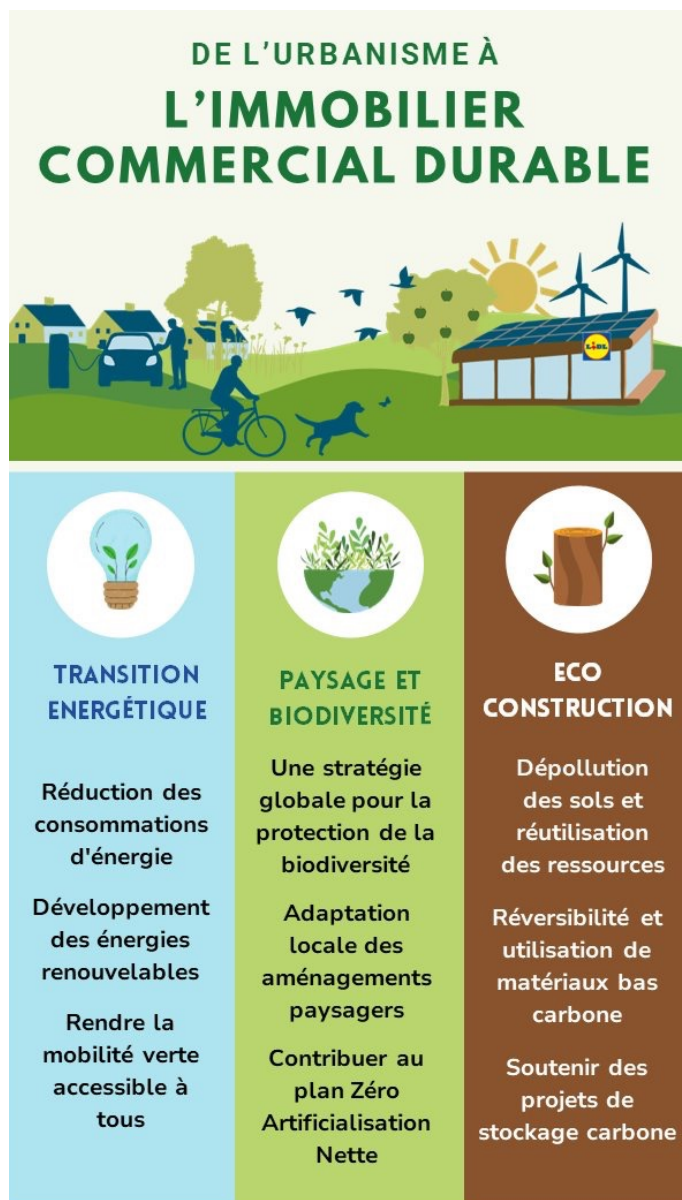 DE L'URBANISME À
L'IMMOBILIER
COMMERCIAL DURABLE
LIDL
TRANSITION
ENERGÉTIQUE
Réduction des
consommations
d'énergie
Développement
des énergies
renouvelables
Rendre la
mobilité verte
accessible à
tous
PAYSAGE ET
BIODIVERSITÉ
Une stratégie
globale pour la
protection de la
biodiversité
Adaptation
locale des
aménagements
paysagers
Contribuer au
plan Zéro
Artificialisation
Nette
ECO
CONSTRUCTION
Dépollution
des sols et
réutilisation
des ressources
Réversibilité et
utilisation de
matériaux bas
carbone
Soutenir des
projets de
stockage carbone